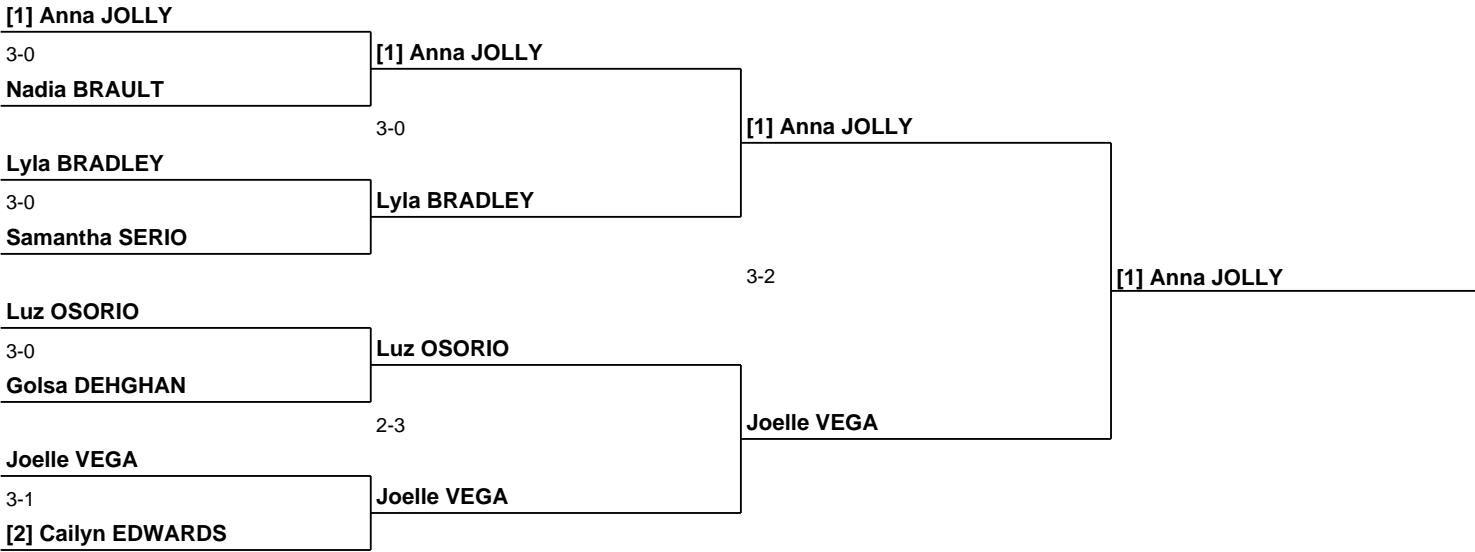 [1] Anna JOLLY
3-0
[1] Anna JOLLY
Nadia BRAULT
3-0
[1] Anna JOLLY
Lyla BRADLEY
3-0
Lyla BRADLEY
Samantha SERIO
3-2
[1] Anna JOLLY
Luz OSORIO
3-0
Luz OSORIO
Golsa DEHGHAN
2-3
Joelle VEGA
Joelle VEGA
3-1
Joelle VEGA
[2] Cailyn EDWARDS